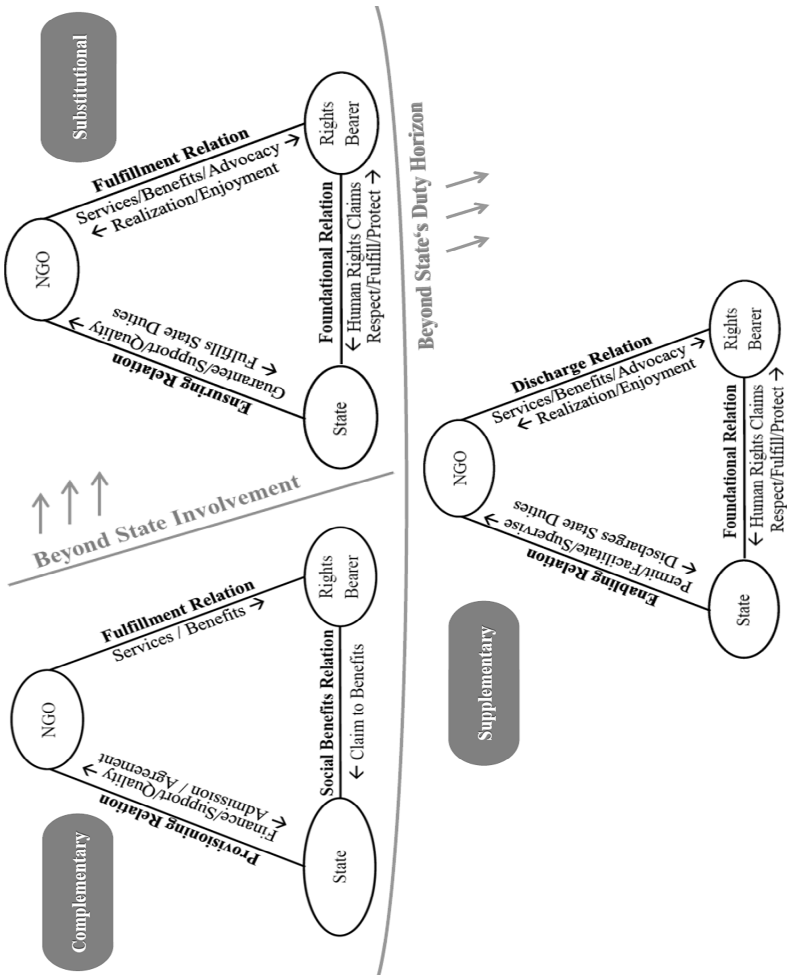 Complementary
NGO
Provisioning Relation
Finance/Support/Quality →
← Admission / Agreement
Fulfillment Relation
Services / Benefits →
State
Social Benefits Relation
← Claim to Benefits
Rights
Bearer
Beyond State Involvement
Substitutional
NGO
Ensuring Relation
Guarantee/Support/Quality →
← Fulfills State Duties
Fulfillment Relation
Services/Benefits/Advocacy →
← Realization/Enjoyment
State
Foundational Relation
← Human Rights Claims
Respect/Fulfill/Protect →
Rights
Bearer
Beyond State‘s Duty Horizon
Supplementary
NGO
Enabling Relation
Permit/Facilitate/Supervise →
← Discharges State Duties
Discharge Relation
Services/Benefits/Advocacy →
← Realization/Enjoyment
State
Foundational Relation
← Human Rights Claims
Respect/Fulfill/Protect →
Rights
Bearer